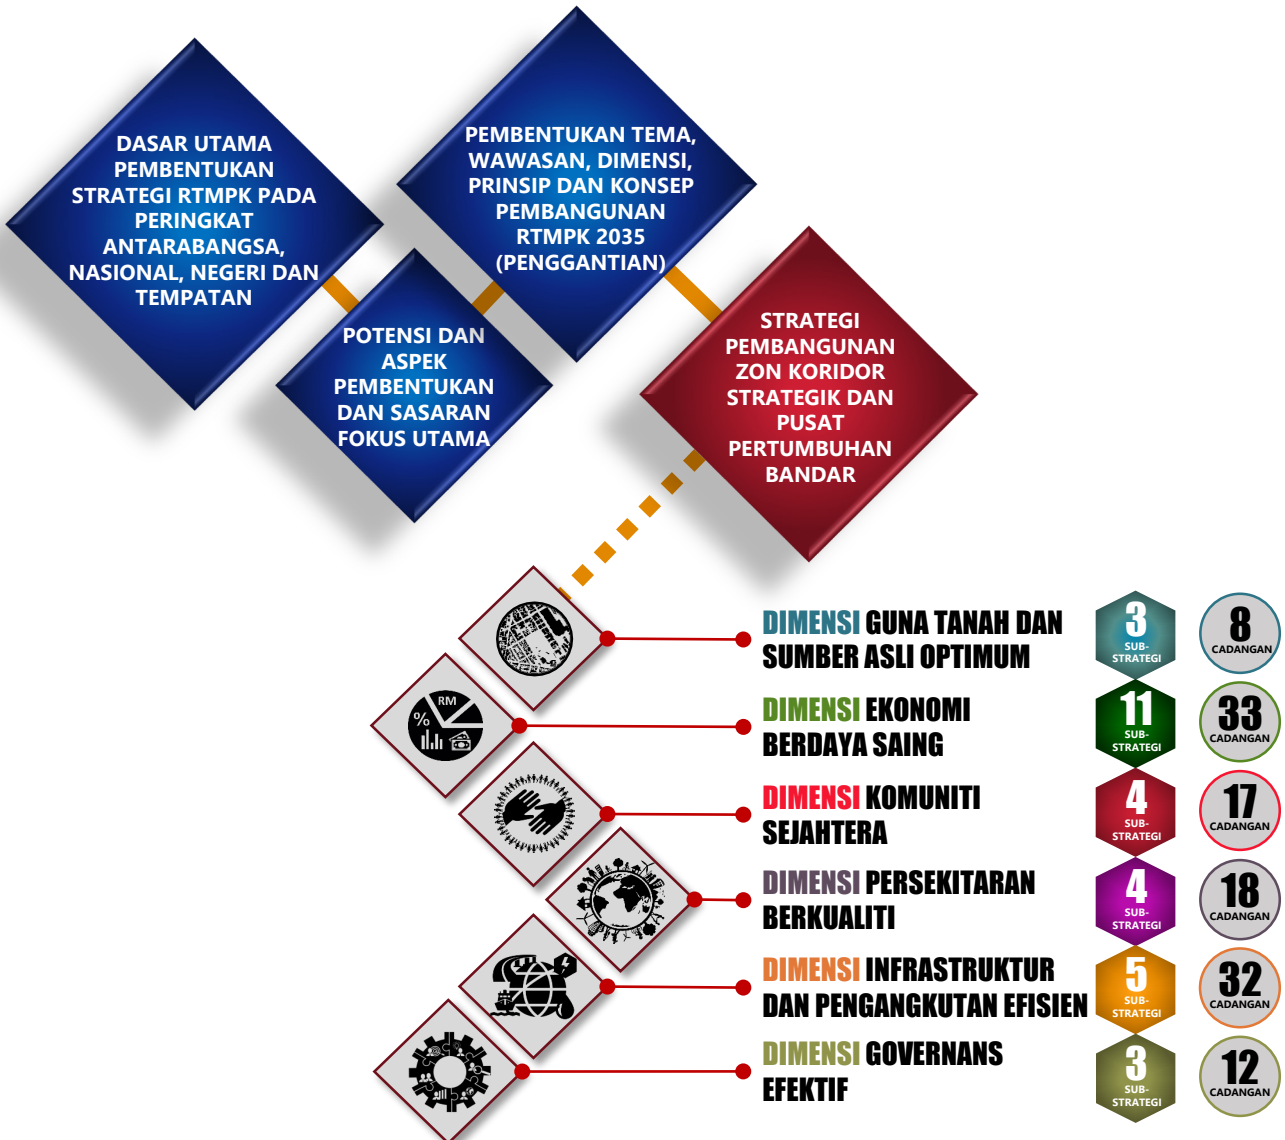 DASAR UTAMA
PEMBENTUKAN
STRATEGI RTMPK PADA
PERINGKAT
ANTARABANGSA,
NASIONAL, NEGERI DAN
TEMPATAN
POTENSI DAN
ASPEK
PEMBENTUKAN
DAN SASARAN
FOKUS UTAMA
PEMBENTUKAN TEMA,
WAWASAN, DIMENSI,
PRINSIP DAN KONSEP
PEMBANGUNAN
RTMPK 2035
(PENGGANTIAN)
STRATEGI
PEMBANGUNAN
ZON KORIDOR
STRATEGIK DAN
PUSAT
PERTUMBUHAN
BANDAR
DIMENSI GUNA TANAH DAN
SUMBER ASLI OPTIMUM
3
SUB-
STRATEGI
8
CADANGAN
RM
%
DIMENSI EKONOMI
BERDAYA SAING
11
SUB-
STRATEGI
33
CADANGAN
DIMENSI KOMUNITI
SEJAHTERA
4
SUB-
STRATEGI
17
CADANGAN
DIMENSI PERSEKITARAN
BERKUALITI
4
SUB-
STRATEGI
18
CADANGAN
DIMENSI INFRASTRUKTUR
DAN PENGANGKUTAN EFISIEN
5
SUB-
STRATEGI
32
CADANGAN
DIMENSI GOVERNANS
EFEKTIF
3
SUB-
STRATEGI
12
CADANGAN